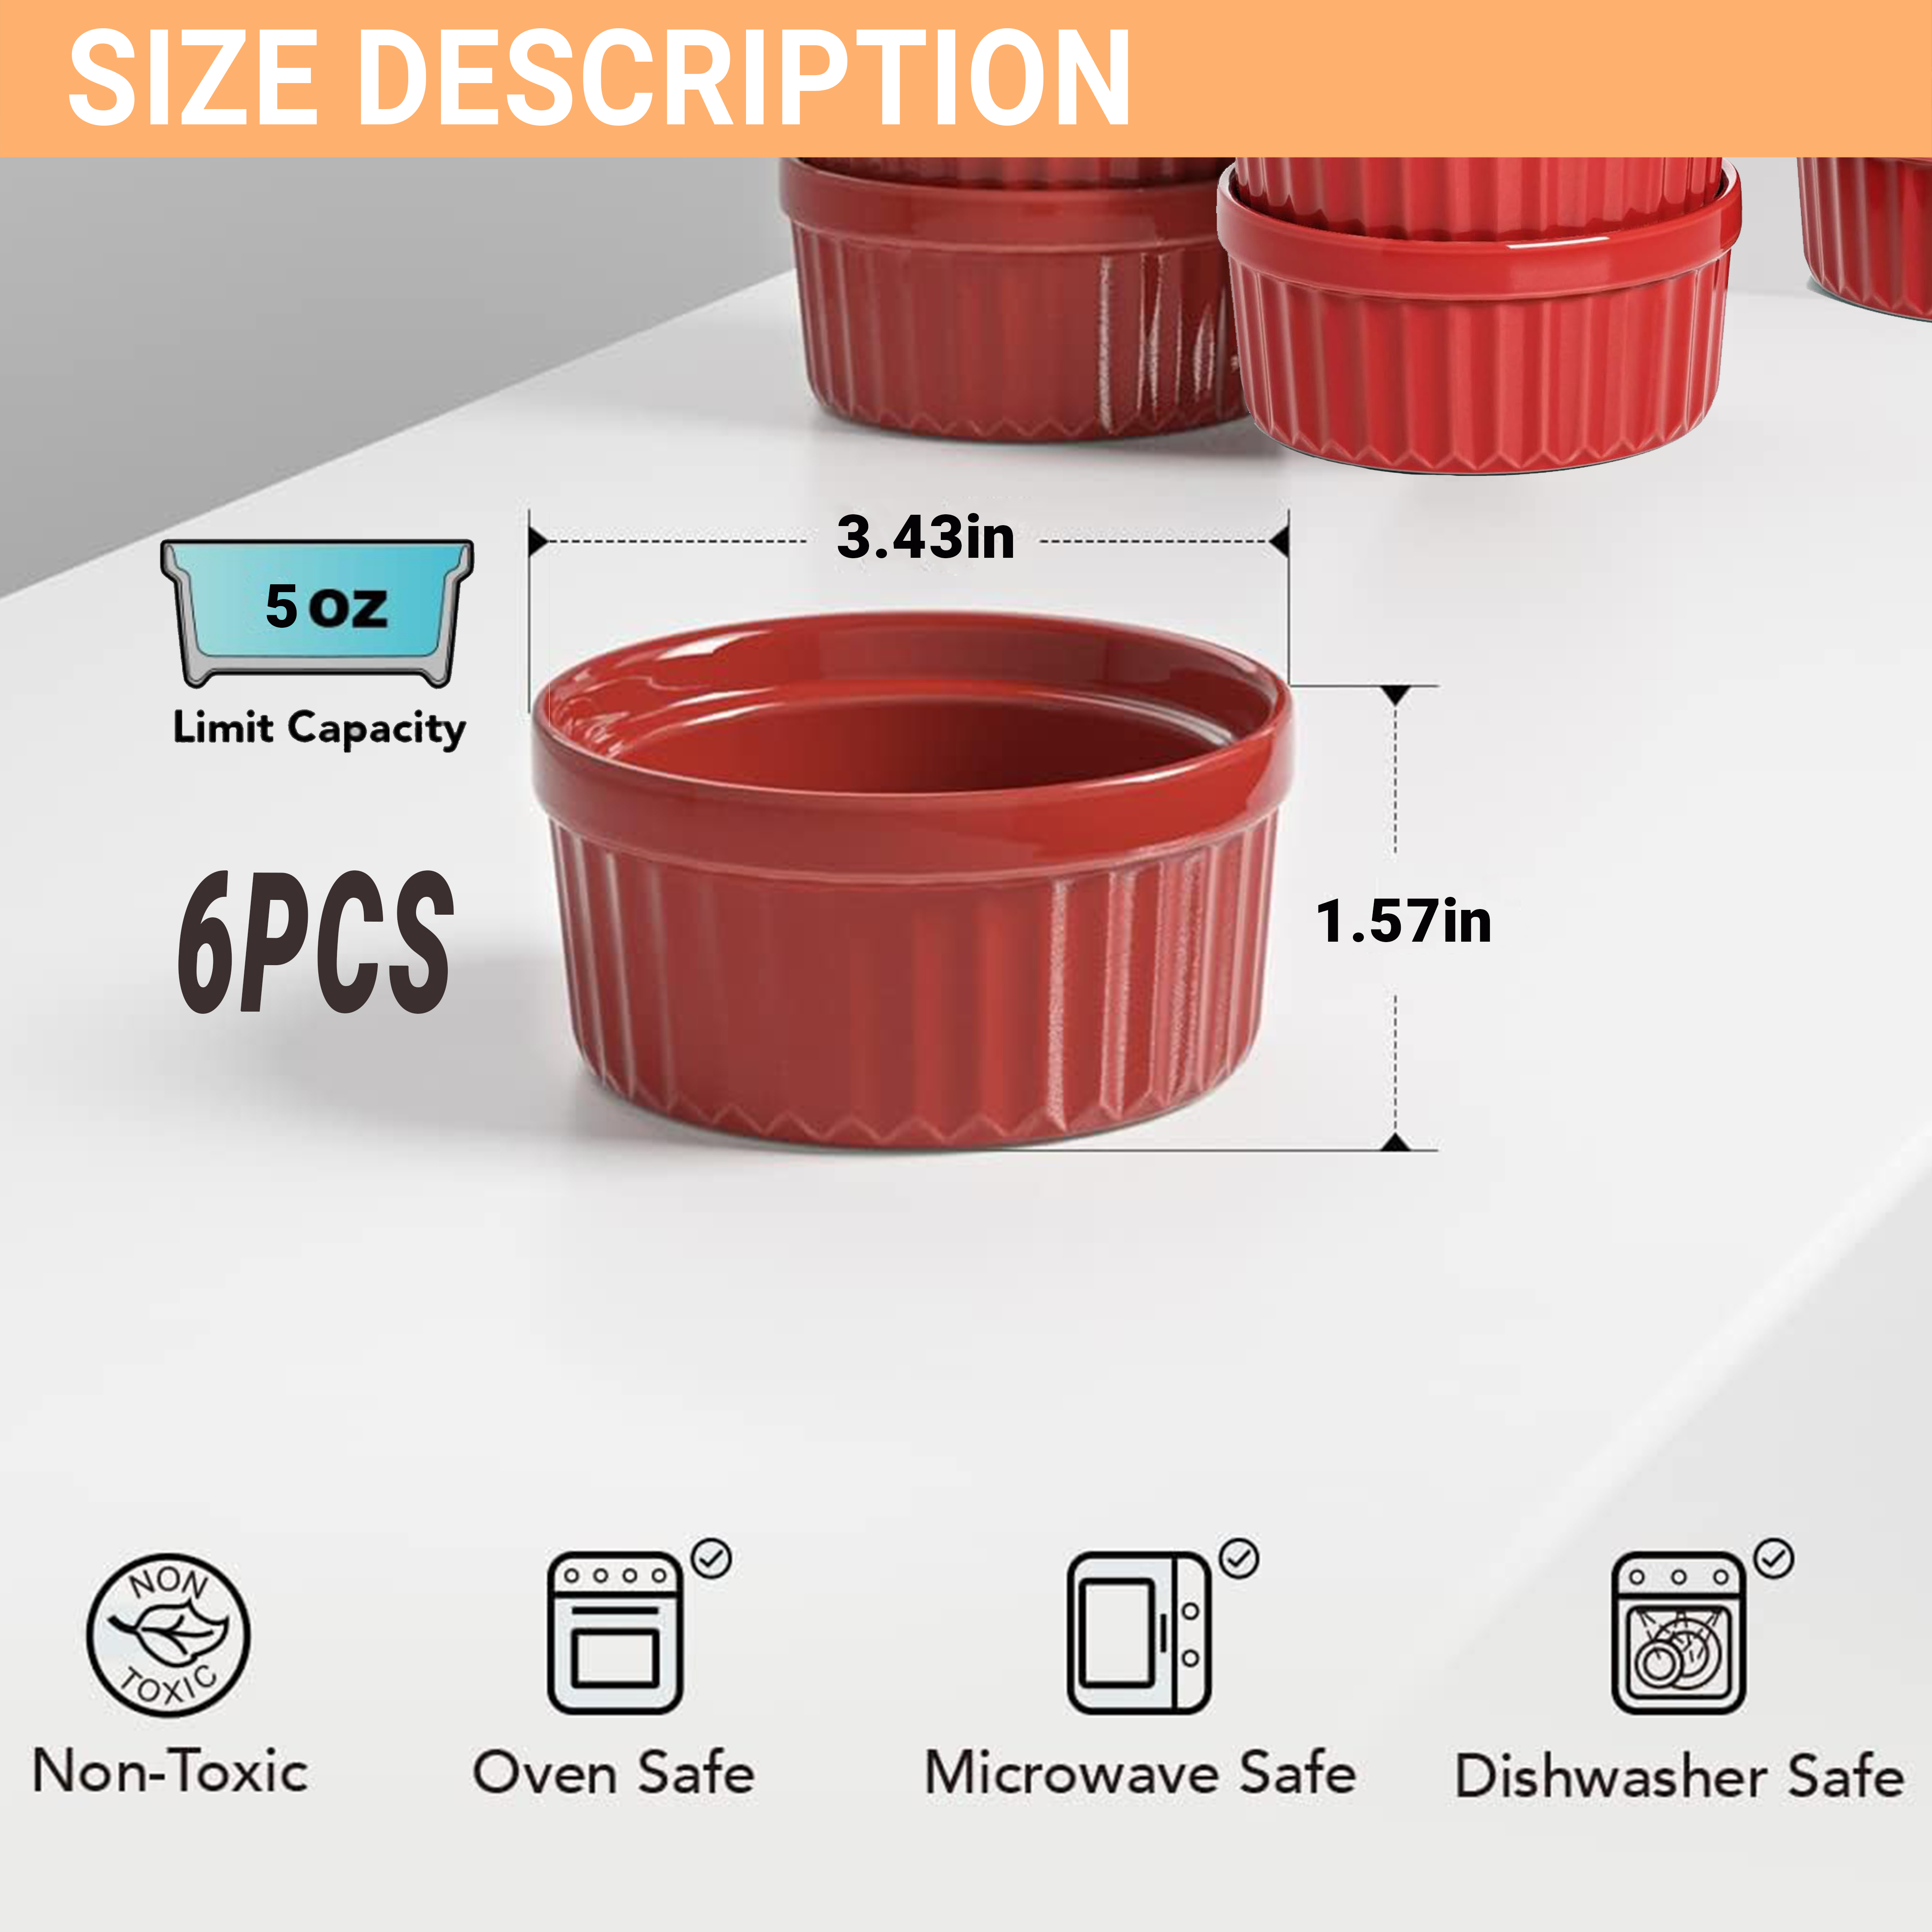 SIZE DESCRIPTION
3.43in
5 oz
Limit Capacity
6PCS
1.57in
NON
TOXIC
Non-Toxic
Oven Safe
Microwave Safe
Dishwasher Safe